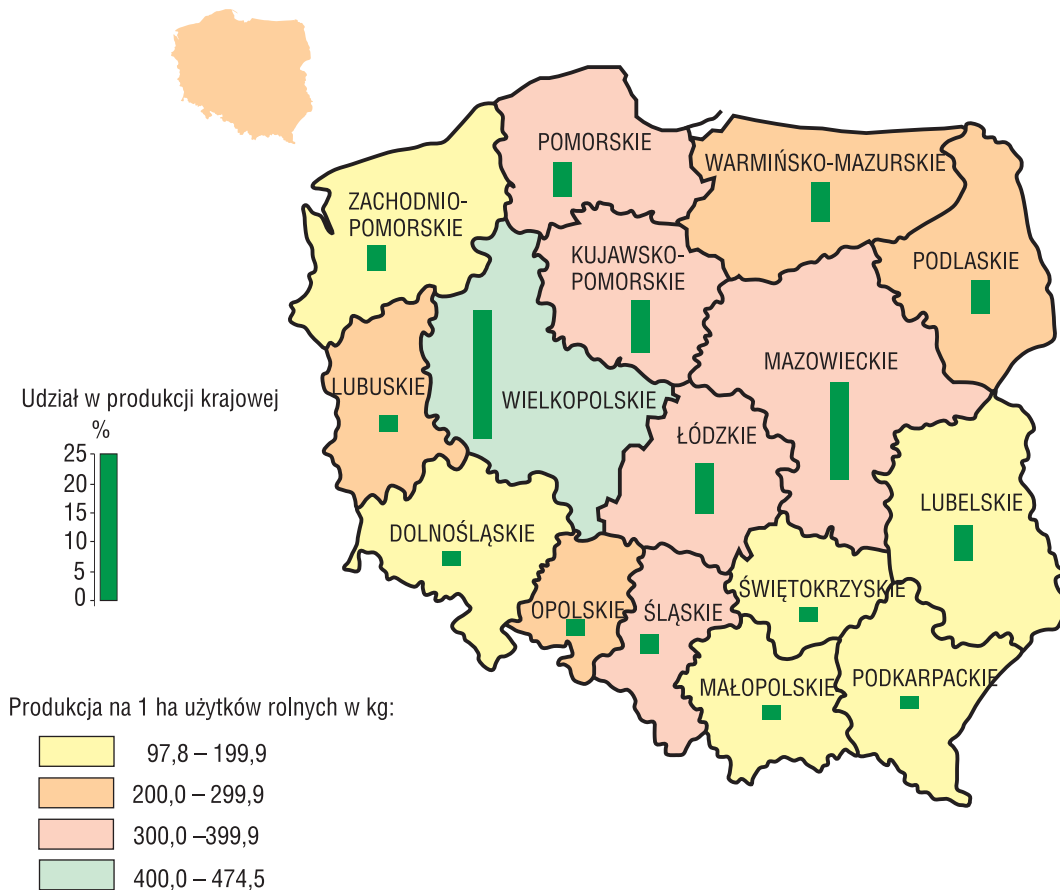 POMORSKIE
WARMIŃSKO-MAZURSKIE
ZACHODNIO-
POMORSKIE
KUJAWSKO-
POMORSKIE
PODLASKIE
MAZOWIECKIE
LUBUSKIE
WIELKOPOLSKIE
ŁÓDZKIE
LUBELSKIE
DOLNOŚLĄSKIE
OPOLSKIE
ŚLĄSKIE
ŚWIĘTOKRZYSKIE
MAŁOPOLSKIE
PODKARPACKIE
Udział w produkcji krajowej
%
25
20
15
10
5
0
Produkcja na 1 ha użytków rolnych w kg:
97,8 – 199,9
200,0 – 299,9
300,0 –399,9
400,0 – 474,5